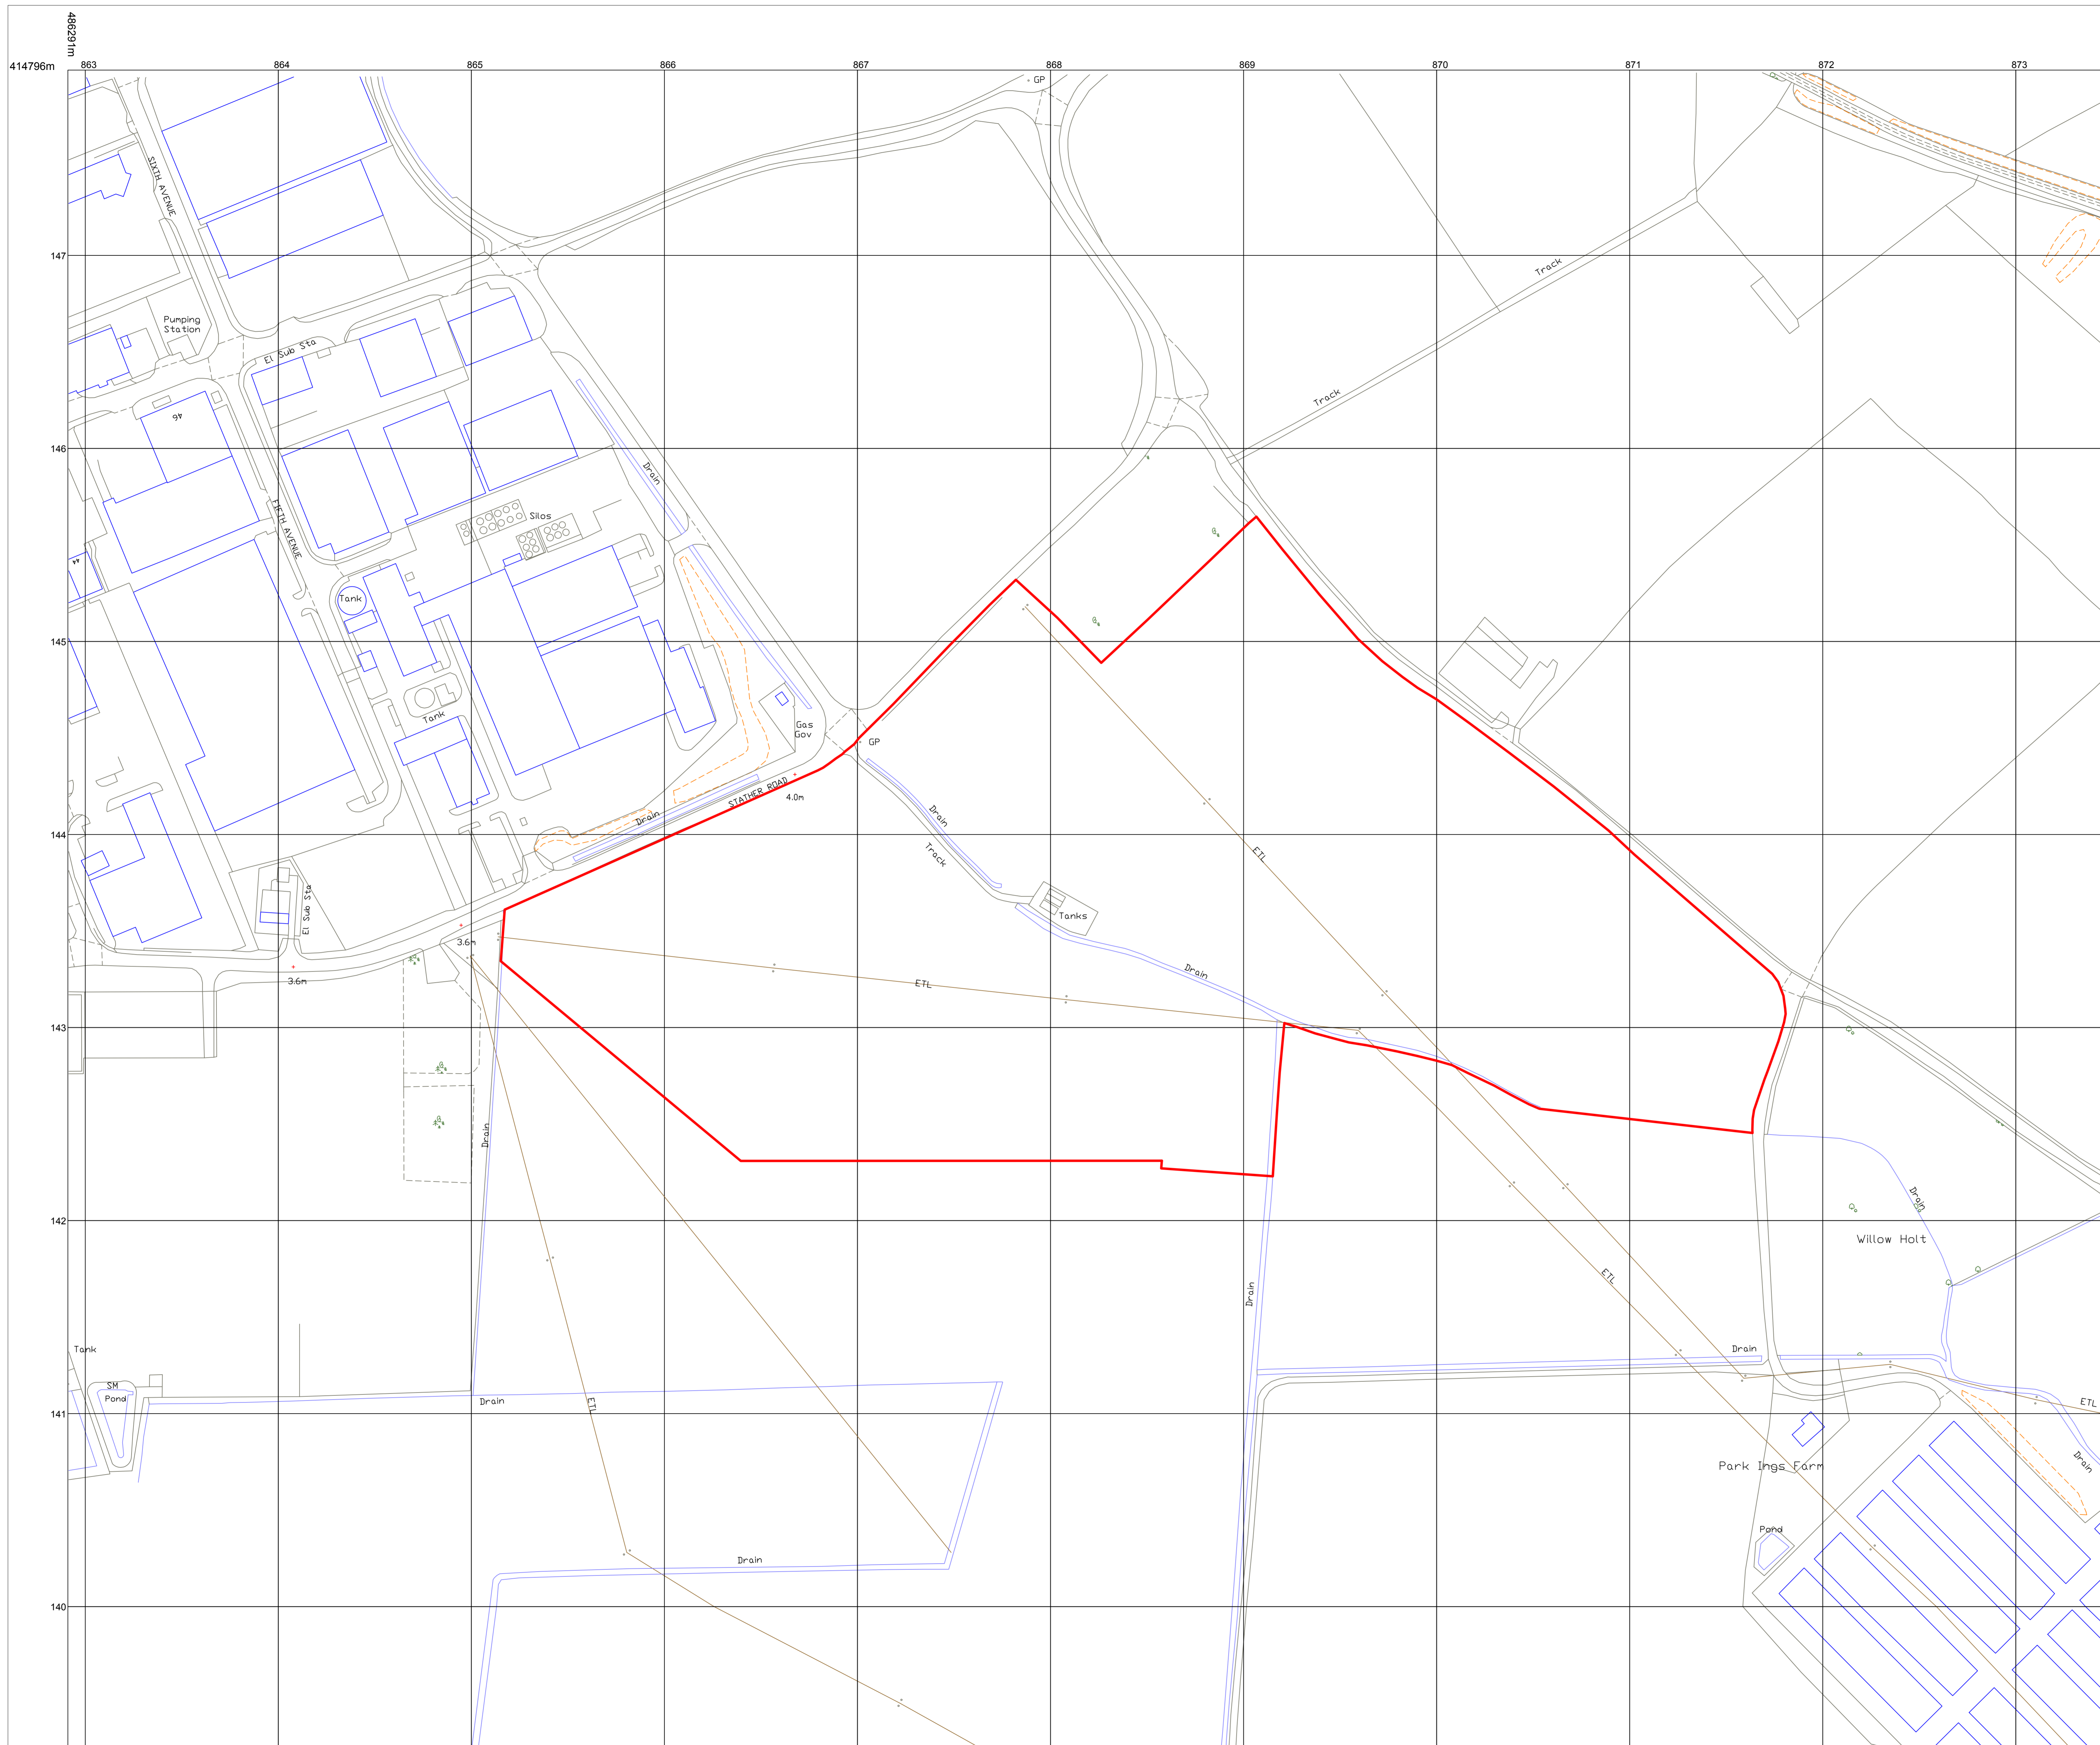 486291m
414796m
863
864
865
866
867
868
869
870
871
872
873
GP
SIXTH AVENUE
147
Track
Pumping
Station
El Sub Sta
Track
46
146
Drain
FIFTH AVENUE
Silos
44
Tank
145
Tank
Gas
Gov
GP
STATHER ROAD
4.0m
Drain
Drain
144
Track
ETL
El Sub Sta
Tanks
3.6m
3.6m
ETL
Drain
143
Drain
Drain
142
Willow Holt
ETL
Drain
Tank
Drain
SM
Pond
Drain
ETL
ETL
141
Park Ings Farm
Drain
Pond
Drain
140